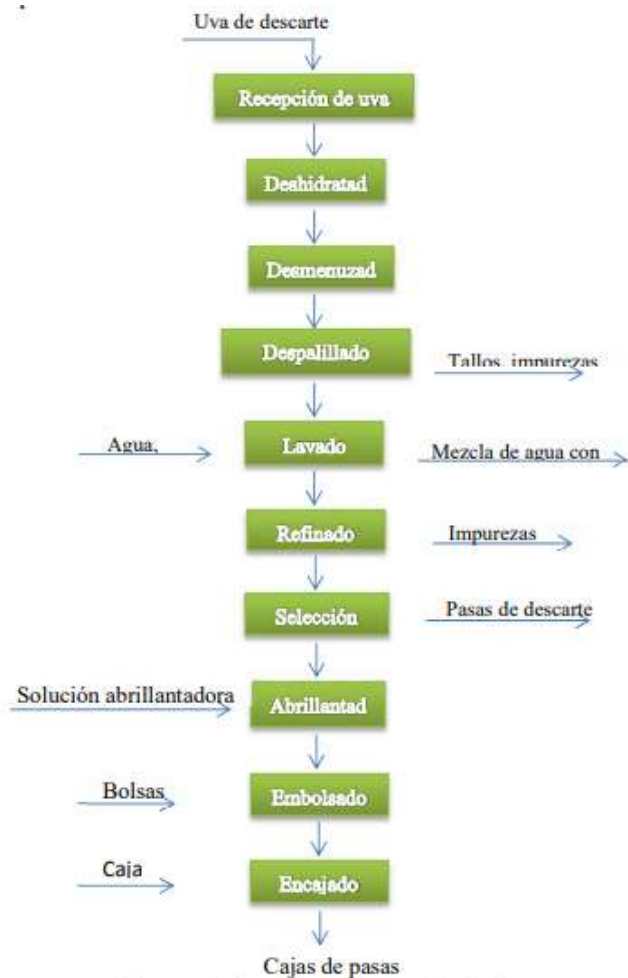 Uva de descarte
Recepción de uva
Deshidratad
Desmenuzad
Despalillado
Tallos, impurezas
Agua,
Lavado
Mezcla de agua con
Refinado
Impurezas
Selección
Pasas de descarte
Solución abrillantadora
Abrillantad
Bolsas
Embolsado
Caja
Encajado
Cajas de pasas